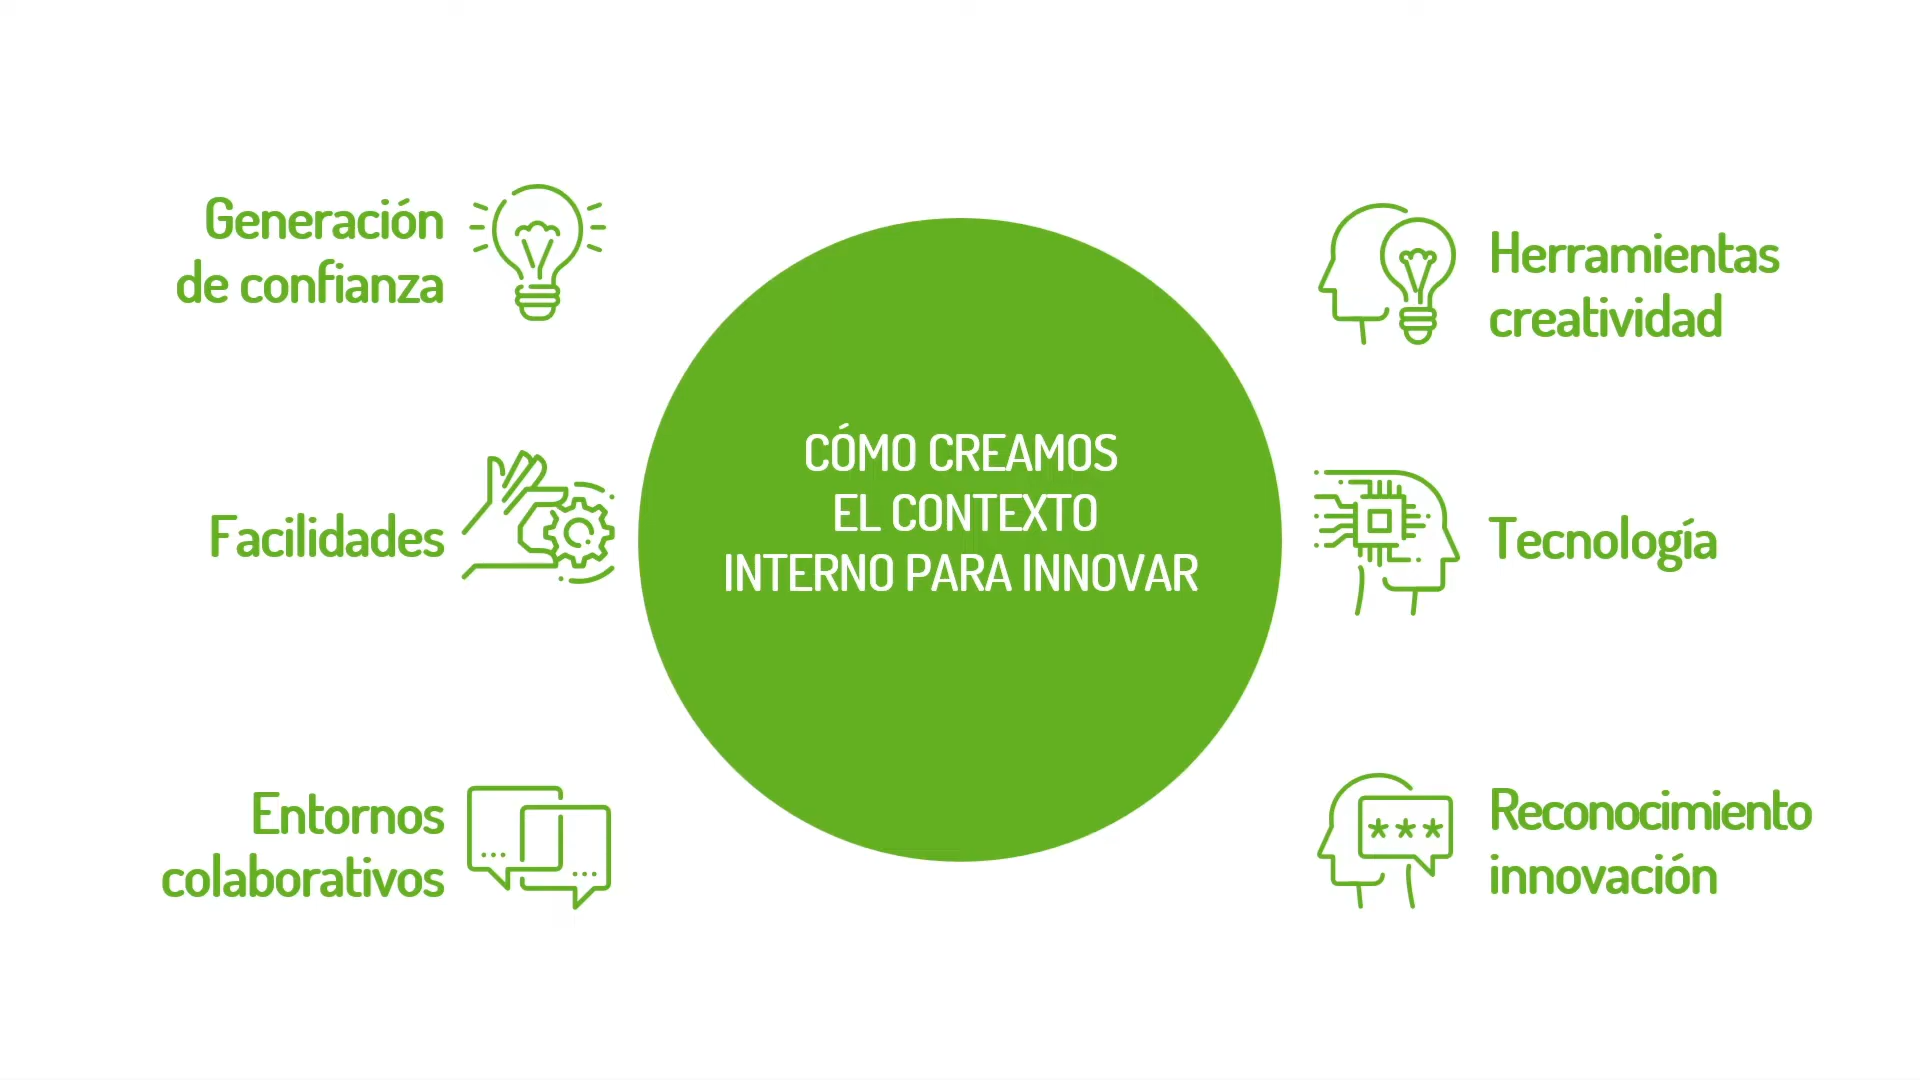 Generación
de confianza
Facilidades
Entornos
colaborativos
CÓMO CREAMOS
EL CONTEXTO
INTERNO PARA INNOVAR
Herramientas
creatividad
Tecnología
Reconocimiento
innovación